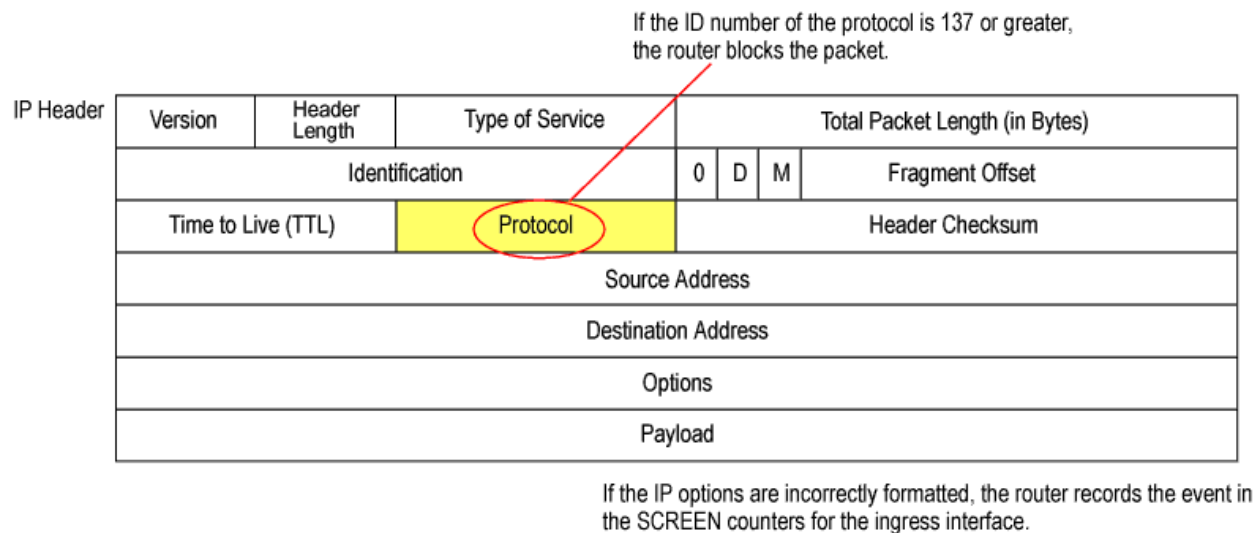 If the ID number of the protocol is 137 or greater,
the router blocks the packet.
IP Header
Version
Header
Length
Type of Service
Total Packet Length (in Bytes)
Identification
0
D
M
Fragment Offset
Time to Live (TTL)
Protocol
Header Checksum
Source Address
Destination Address
Options
Payload
If the IP options are incorrectly formatted, the router records the event in
the SCREEN counters for the ingress interface.